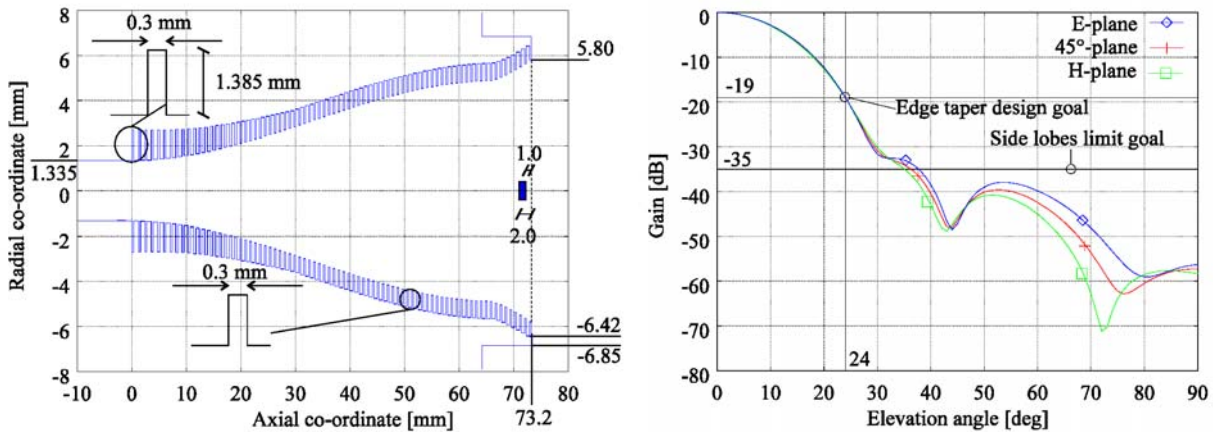 0.3 mm
1.385 mm
5.80
1.335
1.0
2.0
0.3 mm
-6.42
-6.85
73.2
8
6
4
2
0
-2
-4
-6
-8
Radial co-ordinate [mm]
-10 0 10 20 30 40 50 60 70 80
Axial co-ordinate [mm]
E-plane
45°-plane
H-plane
-19
Edge taper design goal
Side lobes limit goal
-35
24
0
-10
-20
-30
-40
-50
-60
-70
-80
Gain [dB]
0 10 20 30 40 50 60 70 80 90
Elevation angle [deg]